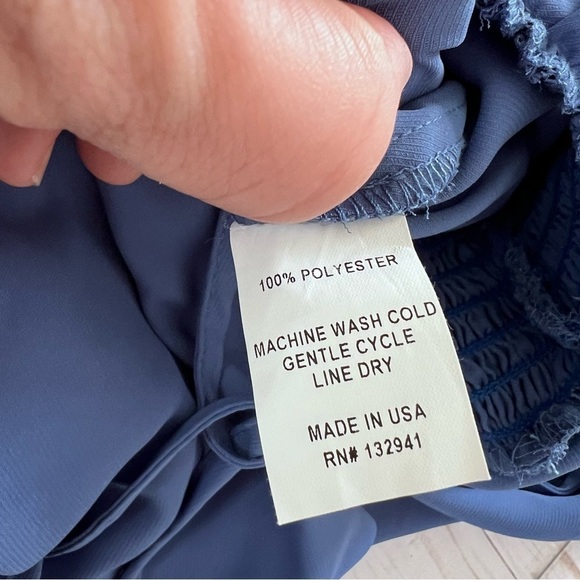 100% POLYESTER
MACHINE WASH COLD
GENTLE CYCLE
LINE DRY
MADE IN USA
RN# 132941